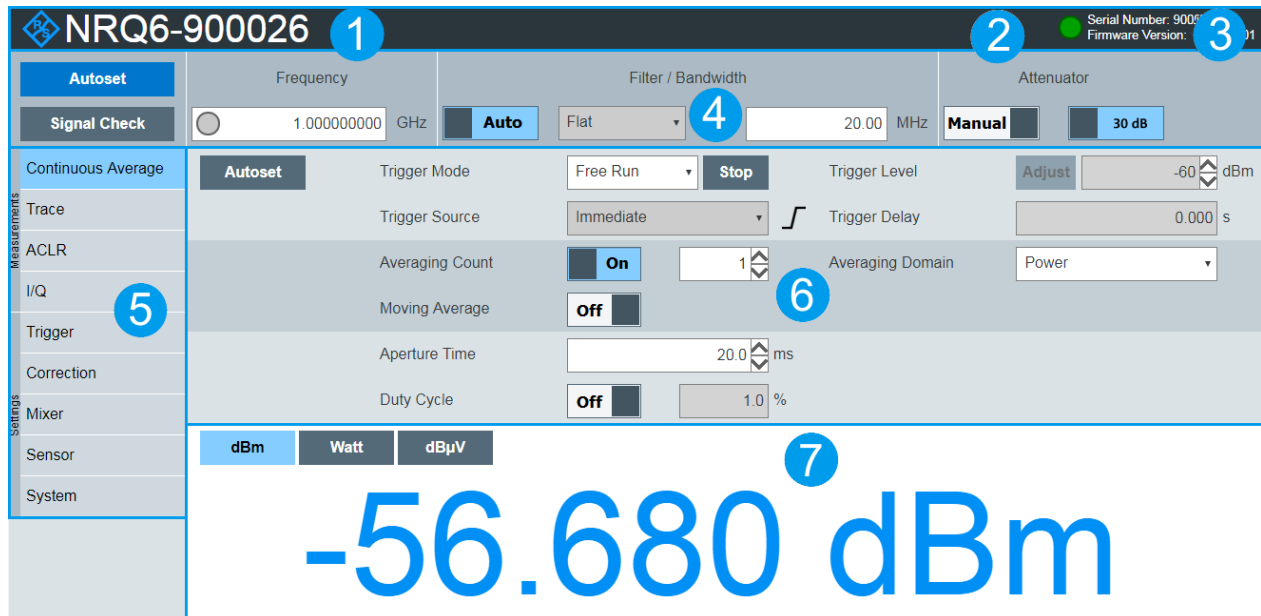 R&S NRQ6-900026 1
2 Serial Number: 3
Firmware Version: 01
Autoset Frequency Filter / Bandwidth Attenuator
Signal Check 1.000000000 GHz Auto Flat 4 20.00 MHz Manual 30 dB
Measurements
Continuous Average
Trace
ACLR
I/Q
5
Trigger
Correction
Settings
Mixer
Sensor
System
Autoset Trigger Mode Free Run Stop Trigger Level Adjust -60 dBm
Trigger Source Immediate Trigger Delay 0.000 s
Averaging Count On 1 Averaging Domain Power
6
Moving Average Off
Aperture Time 20.0 ms
Duty Cycle Off 1.0 %
dBm Watt dBµV 7
-56.680 dBm